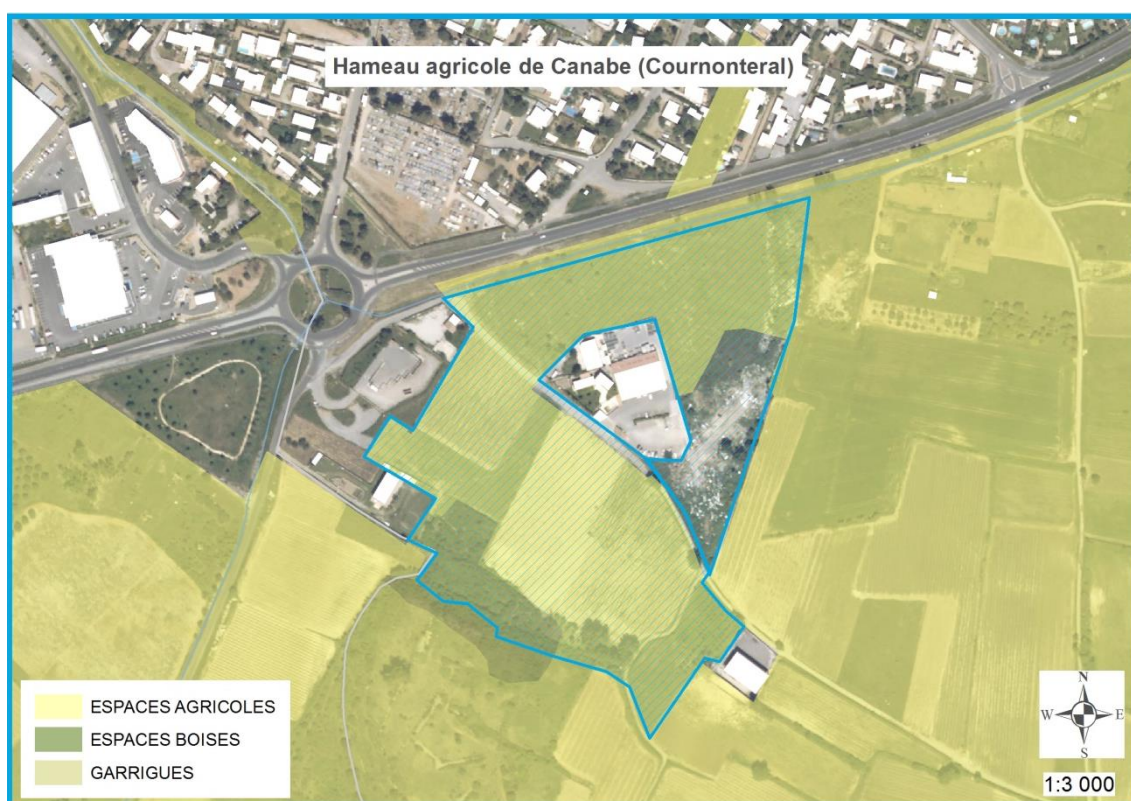 Hameau agricole de Canabe (Cournonteral)
ESPACES AGRICOLES
ESPACES BOISES
GARRIGUES
N
W E
S
1:3 000